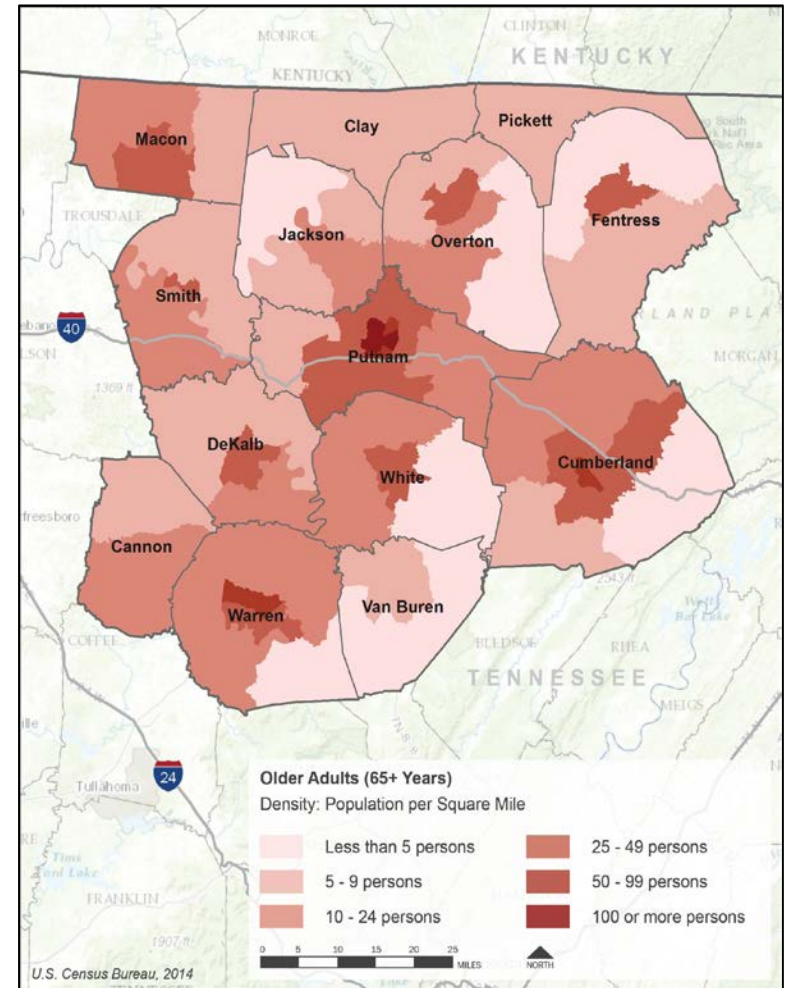 CLINTON
MONROE
KENTUCKY
KENTUCKY
Pickett
Clay
Macon
TROUSDALE
Jackson
Overton
Fentress
Smith
40
Putnam
LAND PLA
MORGAN
1369 ft
DeKalb
White
Cumberland
Cannon
Warren
Van Buren
2543 ft
COFFEE
BLEDSOE
RHEA
TENNESSEE
MEIGS
24
Tullahoma
FRANKLIN
1907 ft
Older Adults (65+ Years)
Density: Population per Square Mile
Less than 5 persons
25 - 49 persons
5 - 9 persons
50 - 99 persons
10 - 24 persons
100 or more persons
0 5 10 15 20 25
MILES
NORTH
U.S. Census Bureau, 2014